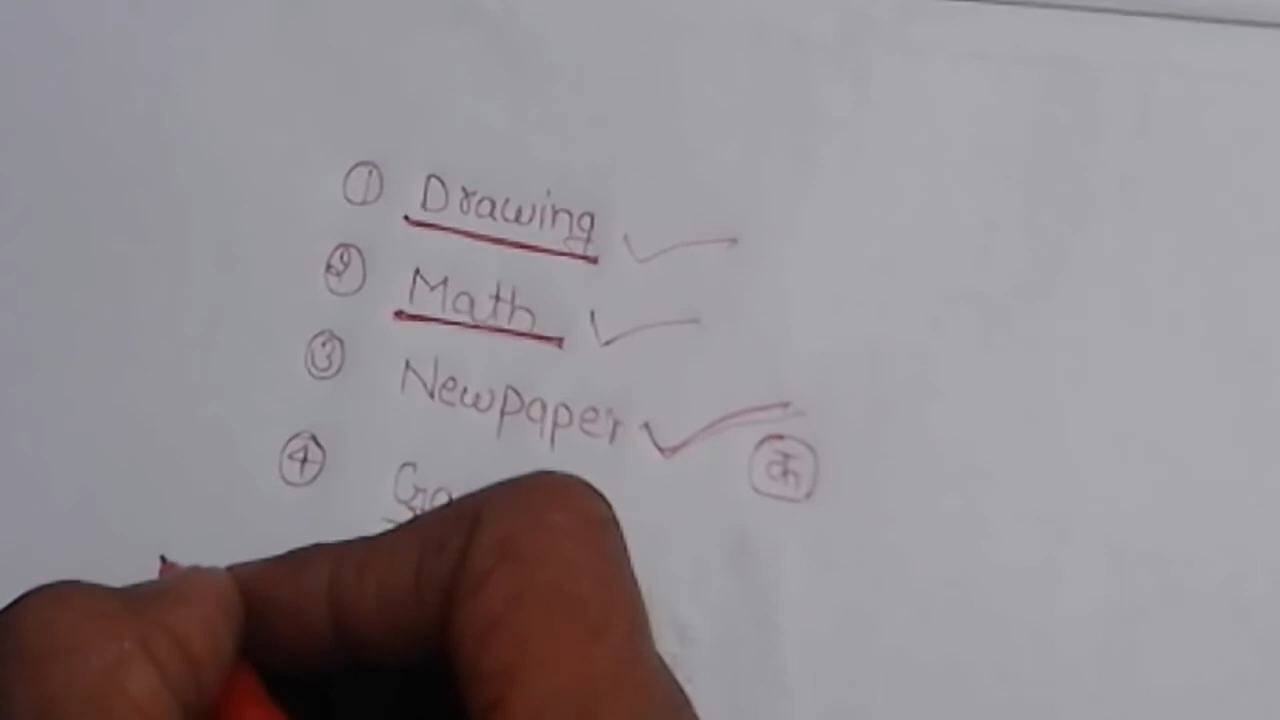 ① Drawing ✓
② Math ✓
③ Newpaper ✓
क
④